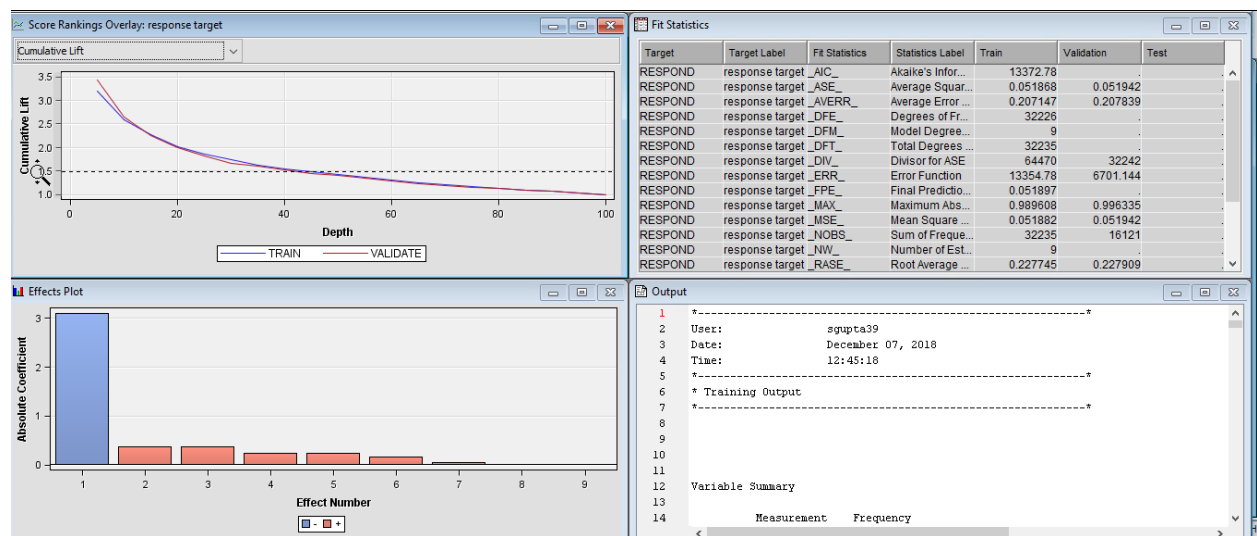 Score Rankings Overlay: response target
Cumulative Lift
Cumulative Lift
3.5
3.0
2.5
2.0
1.5
1.0
0 20 40 60 80 100
Depth
TRAIN VALIDATE
Fit Statistics
Target Target Label Fit Statistics Statistics Label Train Validation Test
RESPOND response target _AIC_ Akaike's Infor... 13372.78 . .
RESPOND response target _ASE_ Average Squar... 0.051868 0.051942 .
RESPOND response target _AVERR_ Average Error ... 0.207147 0.207839 .
RESPOND response target _DFE_ Degrees of Fr... 32226 . .
RESPOND response target _DFM_ Model Degree... 9 . .
RESPOND response target _DFT_ Total Degrees ... 32235 . .
RESPOND response target _DIV_ Divisor for ASE 64470 32242 .
RESPOND response target _ERR_ Error Function 13354.78 6701.144 .
RESPOND response target _FPE_ Final Predictio... 0.051897 . .
RESPOND response target _MAX_ Maximum Abs... 0.989608 0.996335 .
RESPOND response target _MSE_ Mean Square ... 0.051882 0.051942 .
RESPOND response target _NOBS_ Sum of Freque... 32235 16121 .
RESPOND response target _NW_ Number of Est... 9 . .
RESPOND response target _RASE_ Root Average ... 0.227745 0.227909 .
Effects Plot
Absolute Coefficient
3
2
1
0
1 2 3 4 5 6 7 8 9
Effect Number
- +
Output
1 *------------------------------------------------------------*
2 User: sgupta39
3 Date: December 07, 2018
4 Time: 12:45:18
5 *------------------------------------------------------------*
6 * Training Output
7 *------------------------------------------------------------*
8
9
10
11
12 Variable Summary
13
14 Measurement Frequency